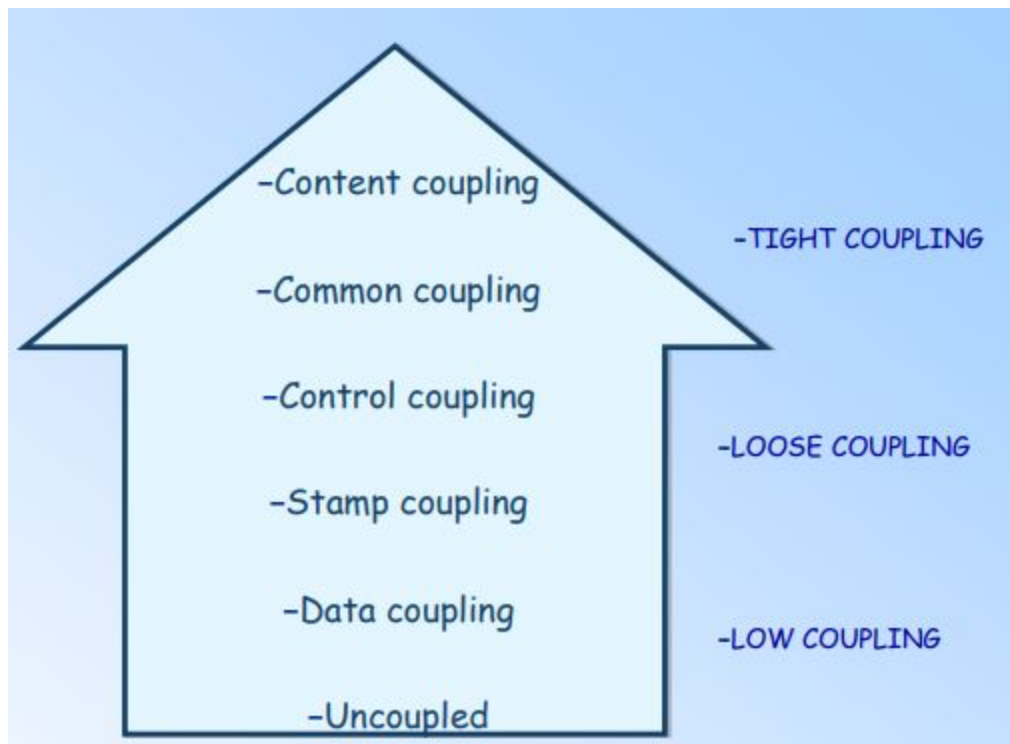 –Content coupling
–TIGHT COUPLING
–Common coupling
–Control coupling
–LOOSE COUPLING
–Stamp coupling
–Data coupling
–LOW COUPLING
–Uncoupled